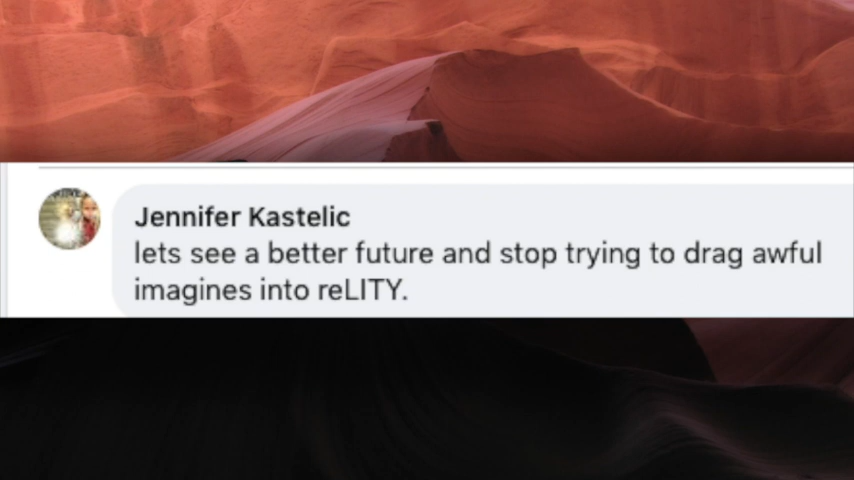 Jennifer Kastelic
lets see a better future and stop trying to drag awful
imagines into reLITY.